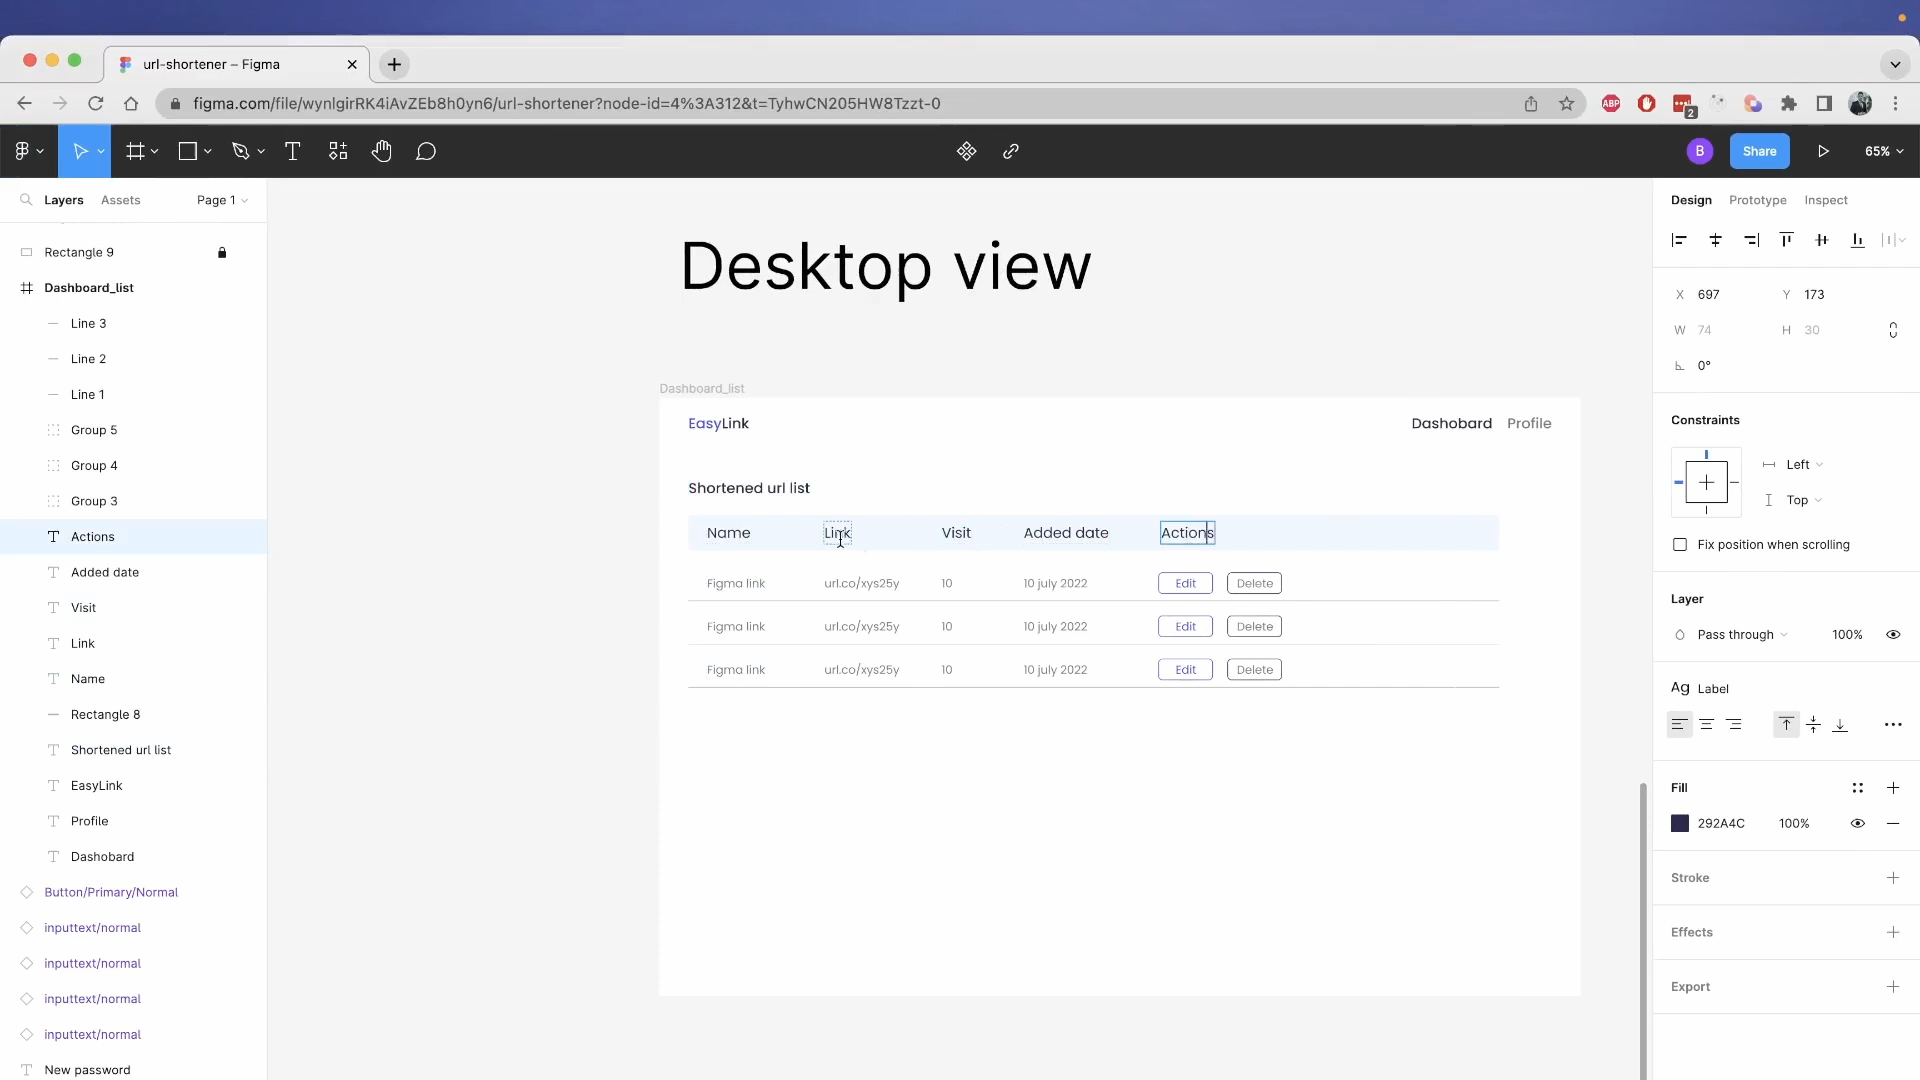 url-shortener – Figma
figma.com/file/wynlgirRK4iAvZEb8h0yn6/url-shortener?node-id=4%3A312&t=TyhwCN205HW8Tzzt-0
ABP
2
B
Share
65%
Layers
Assets
Page 1
Rectangle 9
Dashboard_list
Line 3
Line 2
Line 1
Group 5
Group 4
Group 3
Actions
Added date
Visit
Link
Name
Rectangle 8
Shortened url list
EasyLink
Profile
Dashobard
Button/Primary/Normal
inputtext/normal
inputtext/normal
inputtext/normal
inputtext/normal
New password
Desktop view
Dashboard_list
EasyLink
Dashobard
Profile
Shortened url list
Name Link Visit Added date Actions
Figma link url.co/xys25y 10 10 july 2022 Edit Delete
Figma link url.co/xys25y 10 10 july 2022 Edit Delete
Figma link url.co/xys25y 10 10 july 2022 Edit Delete
Design Prototype Inspect
X 697 Y 173
W 74 H 30
0°
Constraints
Left
Top
Fix position when scrolling
Layer
Pass through 100%
Ag Label
Fill
292A4C 100%
Stroke
Effects
Export